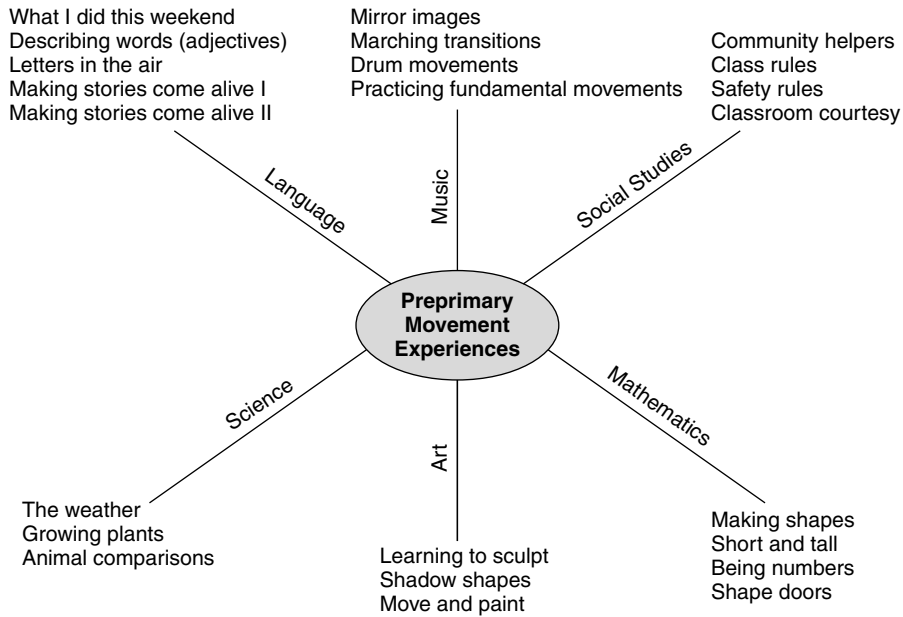 What I did this weekend
Describing words (adjectives)
Letters in the air
Making stories come alive I
Making stories come alive II
Mirror images
Marching transitions
Drum movements
Practicing fundamental movements
Community helpers
Class rules
Safety rules
Classroom courtesy
Language
Music
Social Studies
Preprimary
Movement
Experiences
Science
Art
Mathematics
The weather
Growing plants
Animal comparisons
Learning to sculpt
Shadow shapes
Move and paint
Making shapes
Short and tall
Being numbers
Shape doors